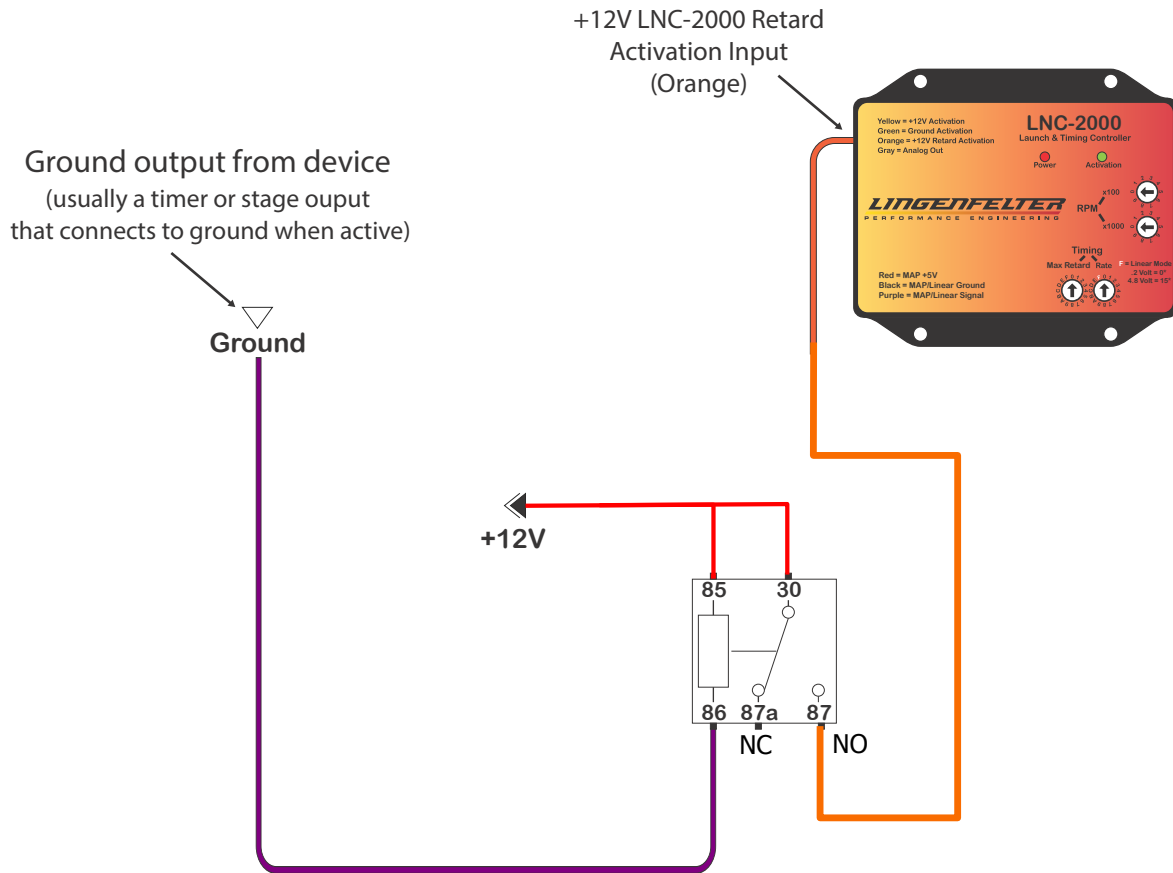 +12V LNC-2000 Retard
Activation Input
(Orange)
Ground output from device
(usually a timer or stage ouput
that connects to ground when active)
Ground
Yellow = +12V Activation
Green = Ground Activation
Orange = +12V Retard Activation
Gray = Analog Out
LNC-2000
Launch & Timing Controller
Power
Activation
LINGENFELTER
PERFORMANCE ENGINEERING
x100
RPM
x1000
Timing
Max Retard
Rate
F = Linear Mode
.2 Volt = 0°
4.8 Volt = 15°
Red = MAP +5V
Black = MAP/Linear Ground
Purple = MAP/Linear Signal
+12V
85
30
86
87a
87
NC
NO